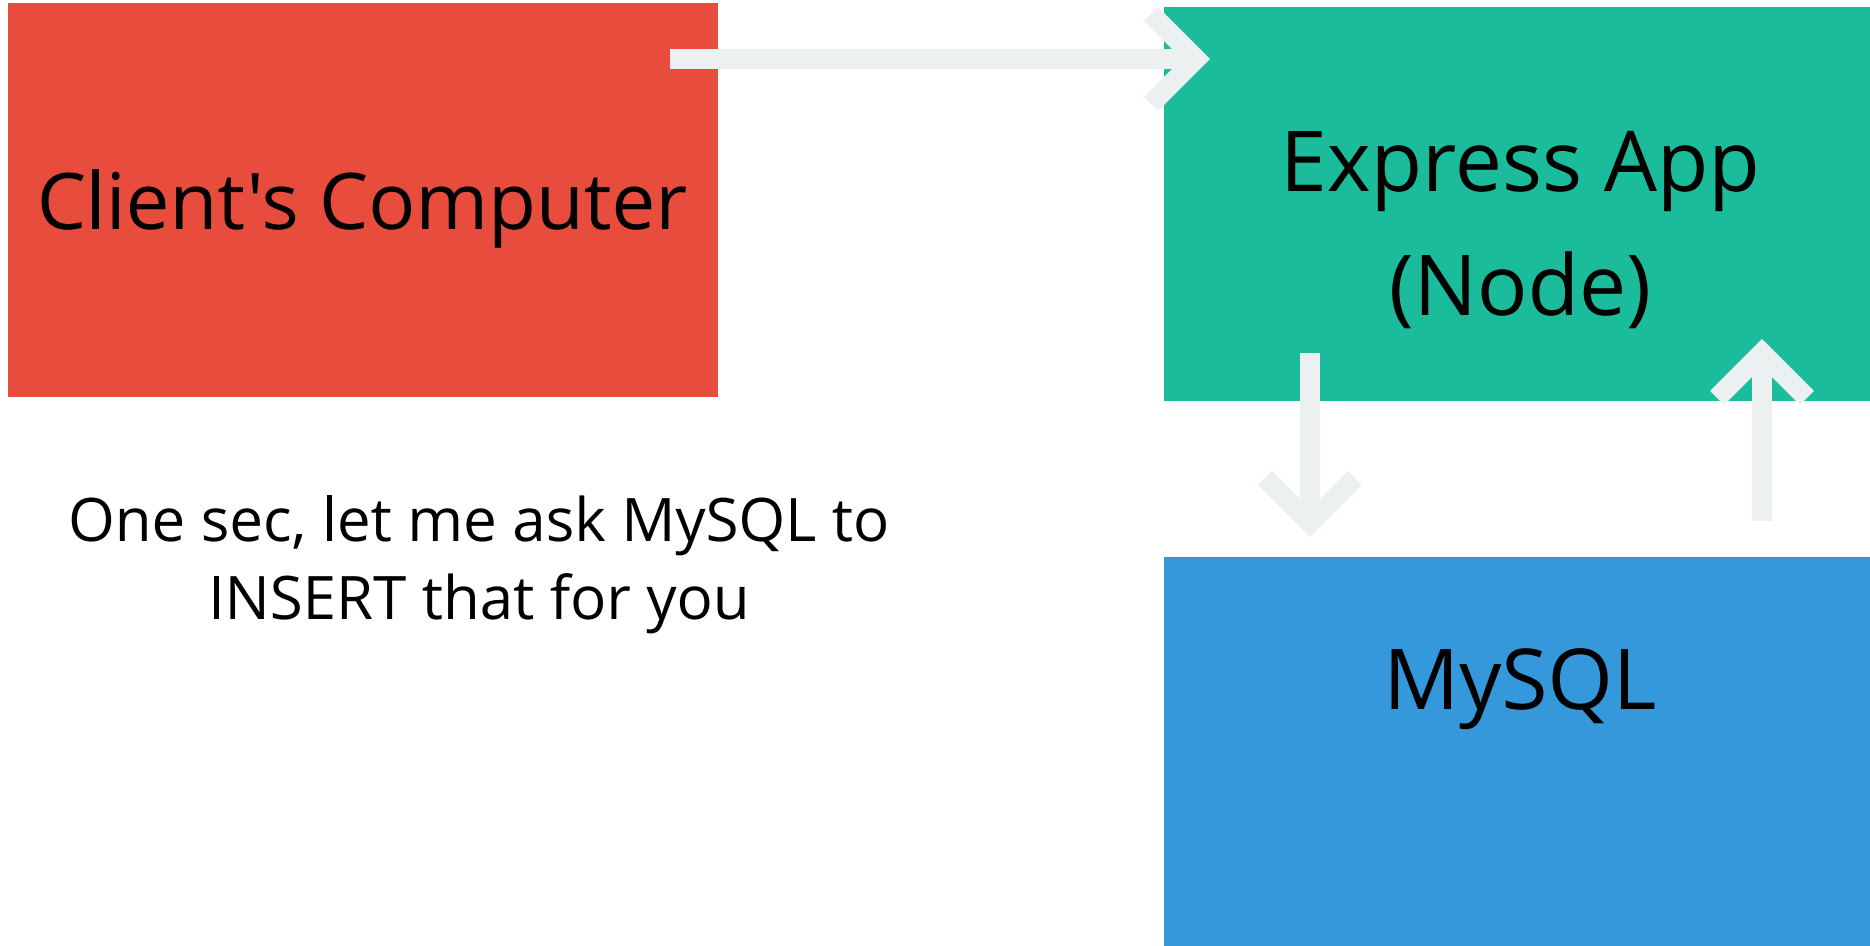 Client's Computer
Express App
(Node)
One sec, let me ask MySQL to
INSERT that for you
MySQL